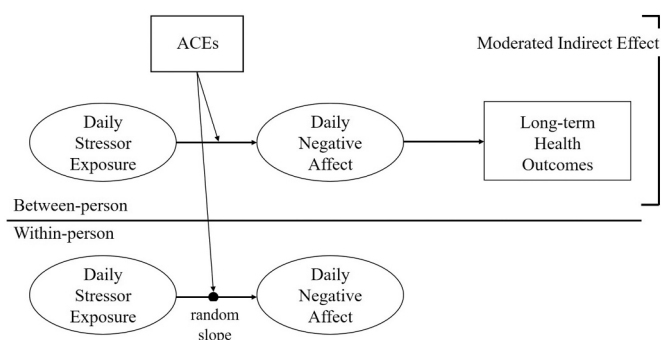 ACEs
Moderated Indirect Effect
Daily
Stressor
Exposure
Daily
Negative
Affect
Long-term
Health
Outcomes
Between-person
Within-person
Daily
Stressor
Exposure
random
slope
Daily
Negative
Affect